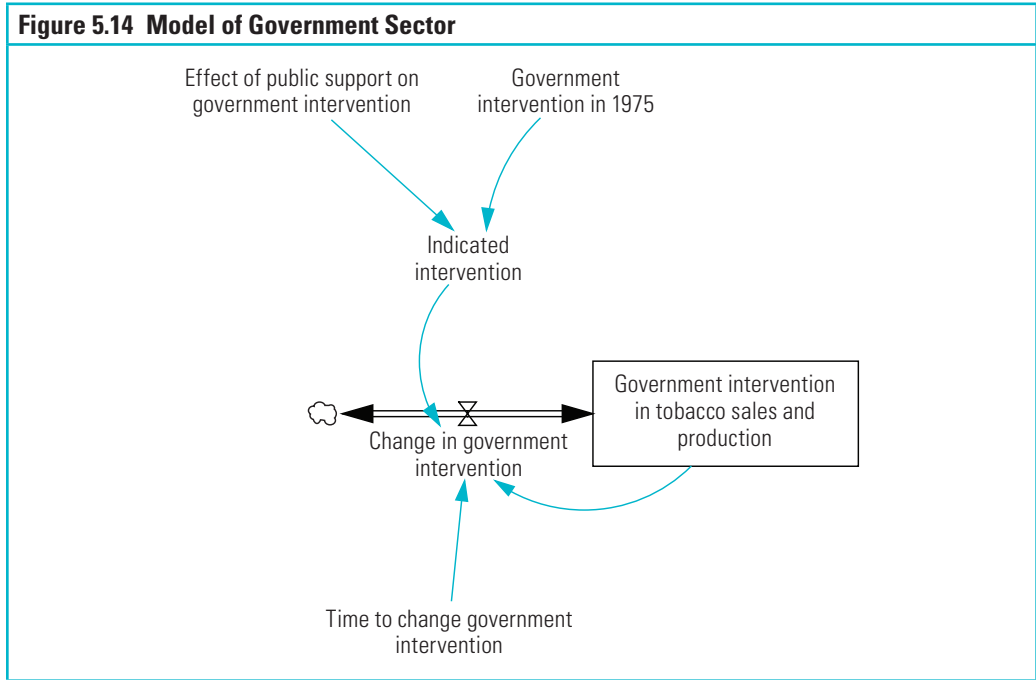 Figure 5.14 Model of Government Sector
Effect of public support on
government intervention
Government
intervention in 1975
Indicated
intervention
Government intervention
in tobacco sales and
production
Change in government
intervention
Time to change government
intervention